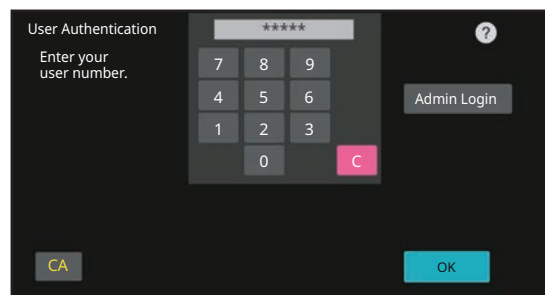 User Authentication
*****
?
Enter your
user number.
7 8 9
4 5 6
Admin Login
1 2 3
0 C
CA
OK